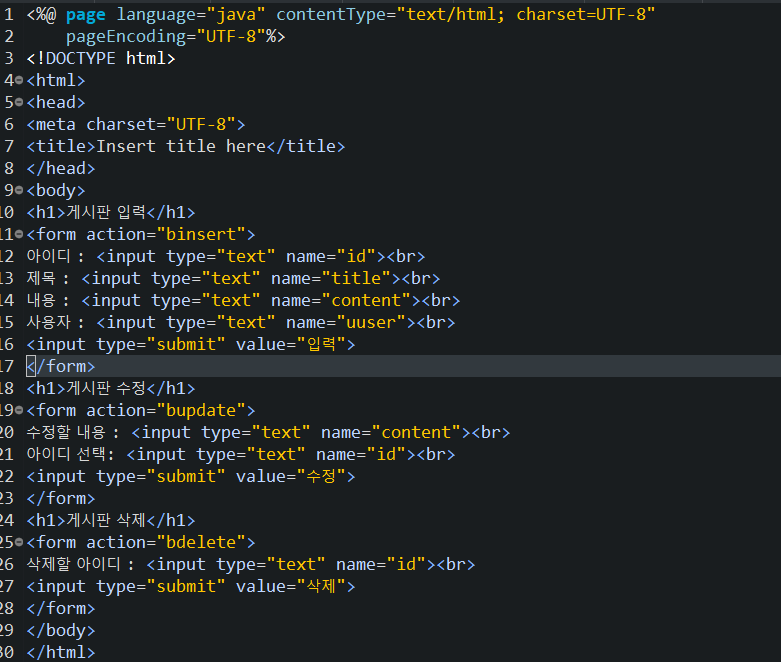 1 <%@ page language="java" contentType="text/html; charset=UTF-8"
2     pageEncoding="UTF-8"%>
3 <!DOCTYPE html>
4 <html>
5 <head>
6 <meta charset="UTF-8">
7 <title>Insert title here</title>
8 </head>
9 <body>
10 <h1>게시판 입력</h1>
11 <form action="binsert">
12 아이디 : <input type="text" name="id"><br>
13 제목 : <input type="text" name="title"><br>
14 내용 : <input type="text" name="content"><br>
15 사용자 : <input type="text" name="uuser"><br>
16 <input type="submit" value="입력">
17 </form>
18 <h1>게시판 수정</h1>
19 <form action="bupdate">
20 수정할 내용 : <input type="text" name="content"><br>
21 아이디 선택: <input type="text" name="id"><br>
22 <input type="submit" value="수정">
23 </form>
24 <h1>게시판 삭제</h1>
25 <form action="bdelete">
26 삭제할 아이디 : <input type="text" name="id"><br>
27 <input type="submit" value="삭제">
28 </form>
29 </body>
30 </html>